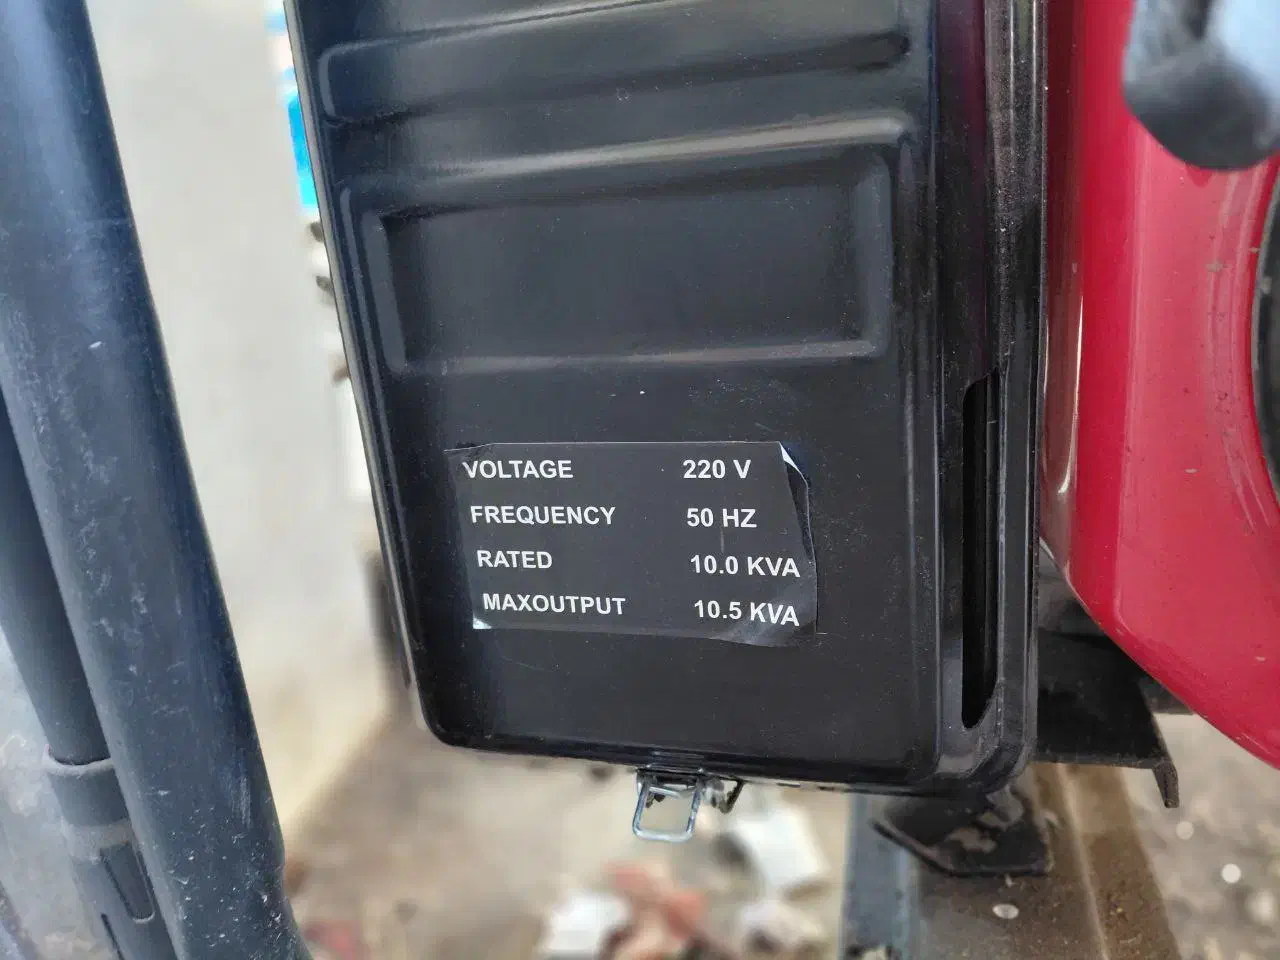 VOLTAGE 220 V
FREQUENCY 50 HZ
RATED 10.0 KVA
MAXOUTPUT 10.5 KVA